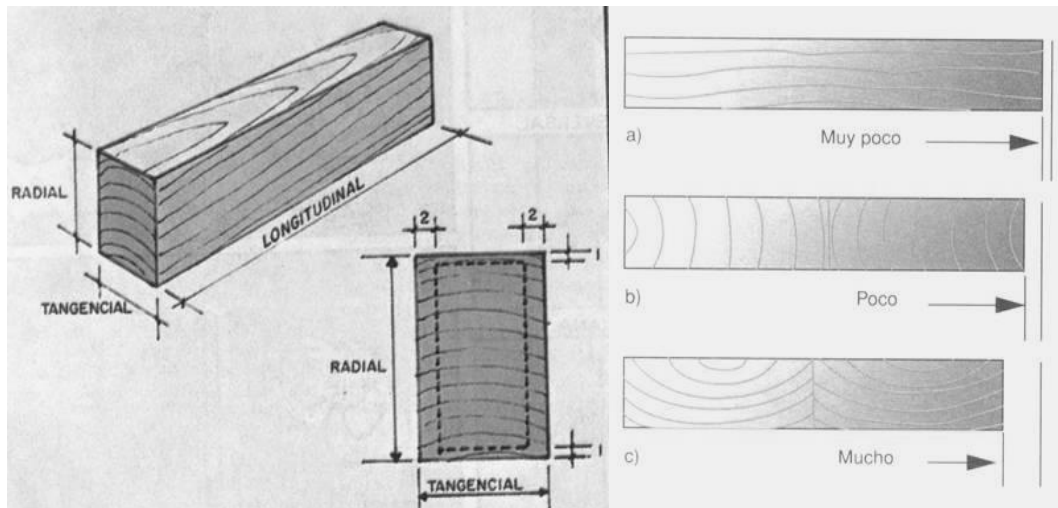 RADIAL
LONGITUDINAL
TANGENCIAL
2
2
1
RADIAL
1
TANGENCIAL
a)
Muy poco
b)
Poco
c)
Mucho